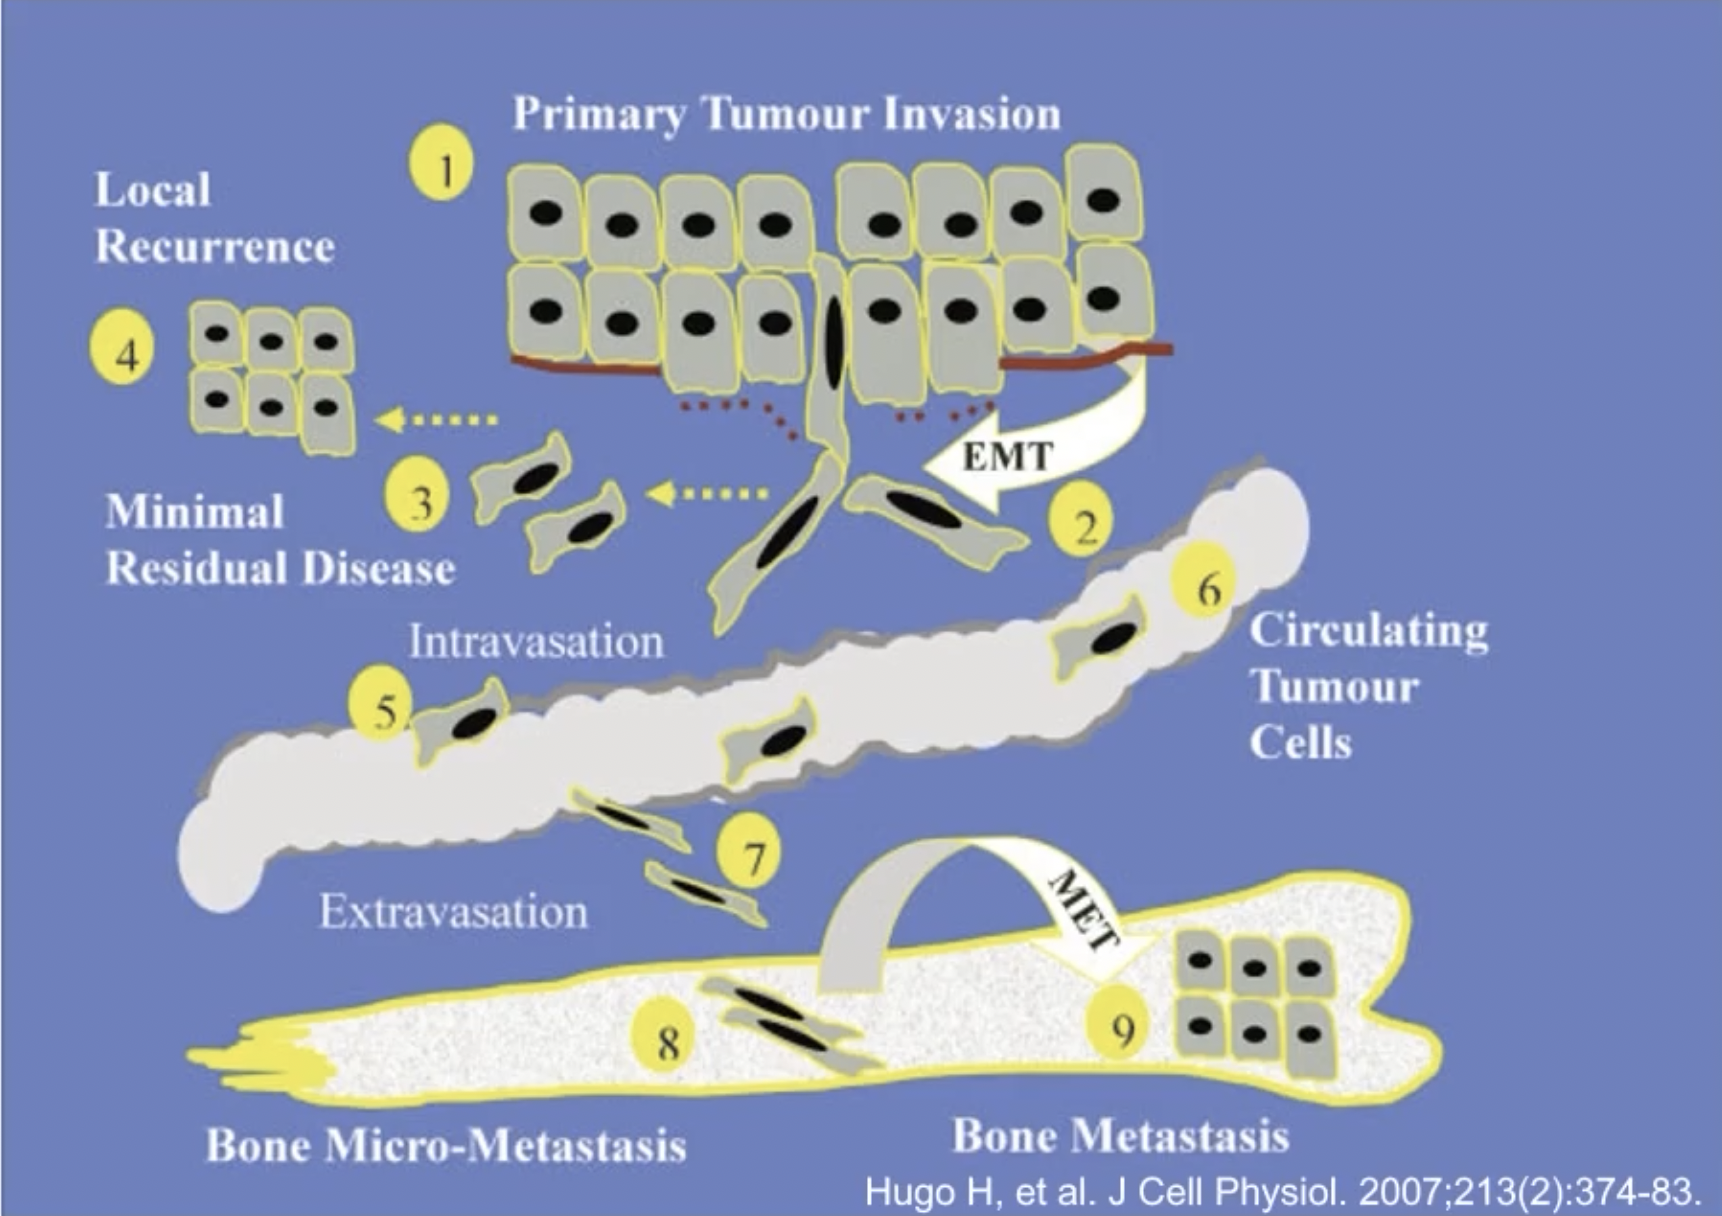 Primary Tumour Invasion
1
Local
Recurrence
4
EMT
3
2
Minimal
Residual Disease
6
Intravasation
Circulating
Tumour
Cells
5
7
Extravasation
MET
8
9
Bone Micro-Metastasis
Bone Metastasis
Hugo H, et al. J Cell Physiol. 2007;213(2):374-83.